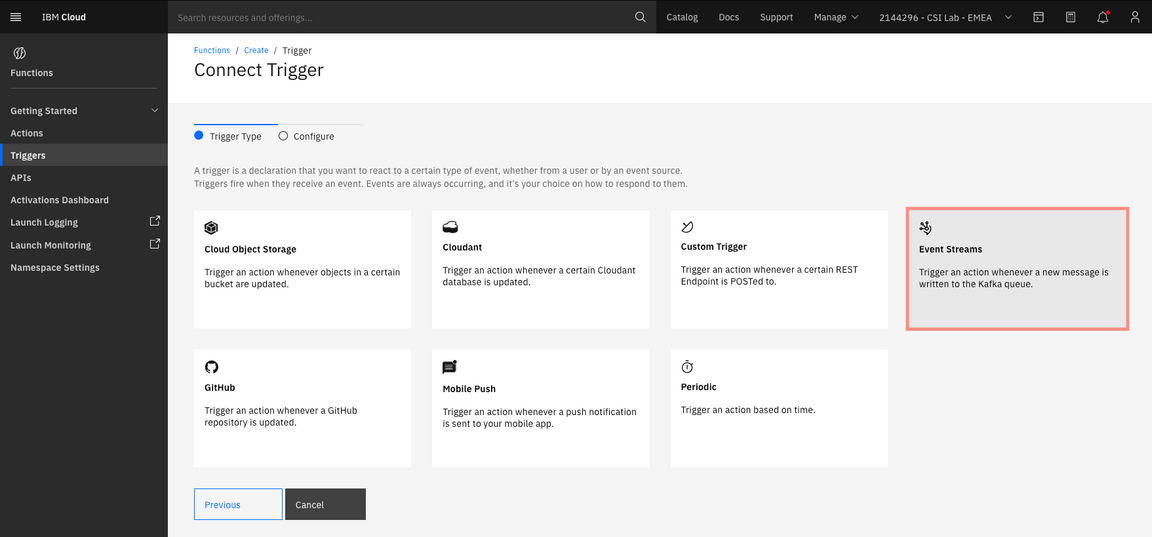 IBM Cloud
Search resources and offerings...
Catalog
Docs
Support
Manage
2144296 - CSI Lab - EMEA
Functions
Getting Started
Actions
Triggers
APIs
Activations Dashboard
Launch Logging
Launch Monitoring
Namespace Settings
Functions / Create / Trigger
Connect Trigger
Trigger Type
Configure
A trigger is a declaration that you want to react to a certain type of event, whether from a user or by an event source.
Triggers fire when they receive an event. Events are always occurring, and it's your choice on how to respond to them.
Cloud Object Storage
Trigger an action whenever objects in a certain
bucket are updated.
Cloudant
Trigger an action whenever a certain Cloudant
database is updated.
Custom Trigger
Trigger an action whenever a certain REST
Endpoint is POSTed to.
Event Streams
Trigger an action whenever a new message is
written to the Kafka queue.
GitHub
Trigger an action whenever a GitHub
repository is updated.
Mobile Push
Trigger an action whenever a push notification
is sent to your mobile app.
Periodic
Trigger an action based on time.
Previous
Cancel